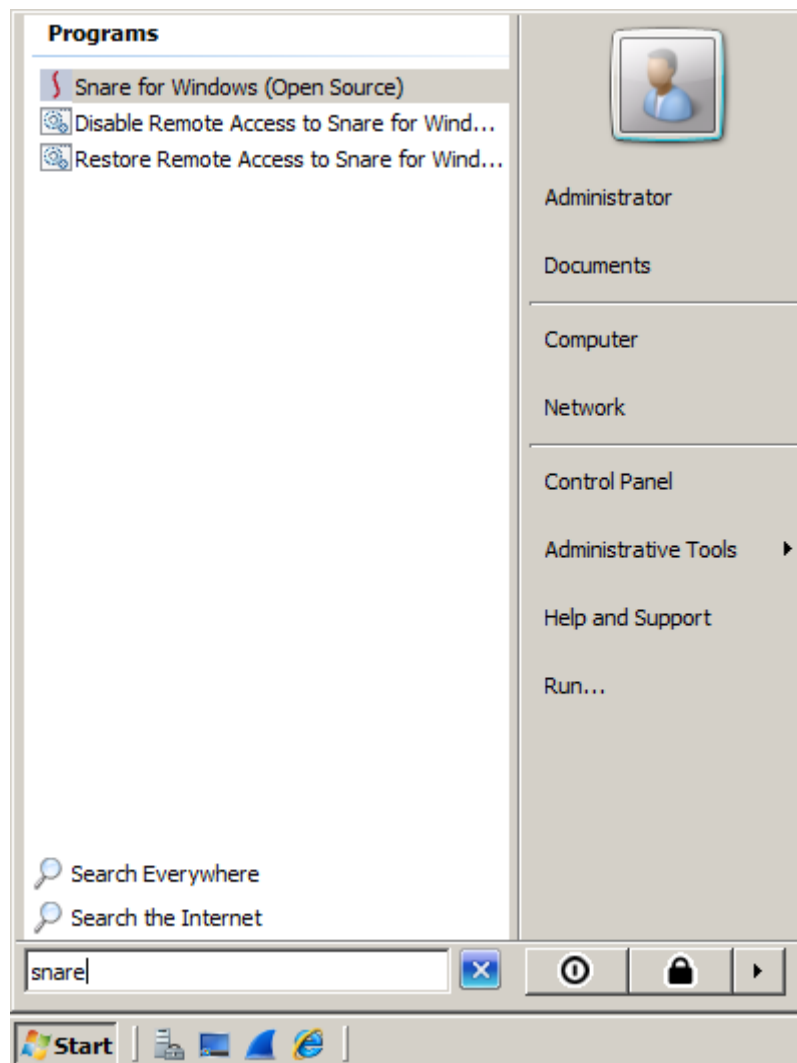 Programs
Snare for Windows (Open Source)
Disable Remote Access to Snare for Wind...
Restore Remote Access to Snare for Wind...
Search Everywhere
Search the Internet
snare
Administrator
Documents
Computer
Network
Control Panel
Administrative Tools
Help and Support
Run...
Start